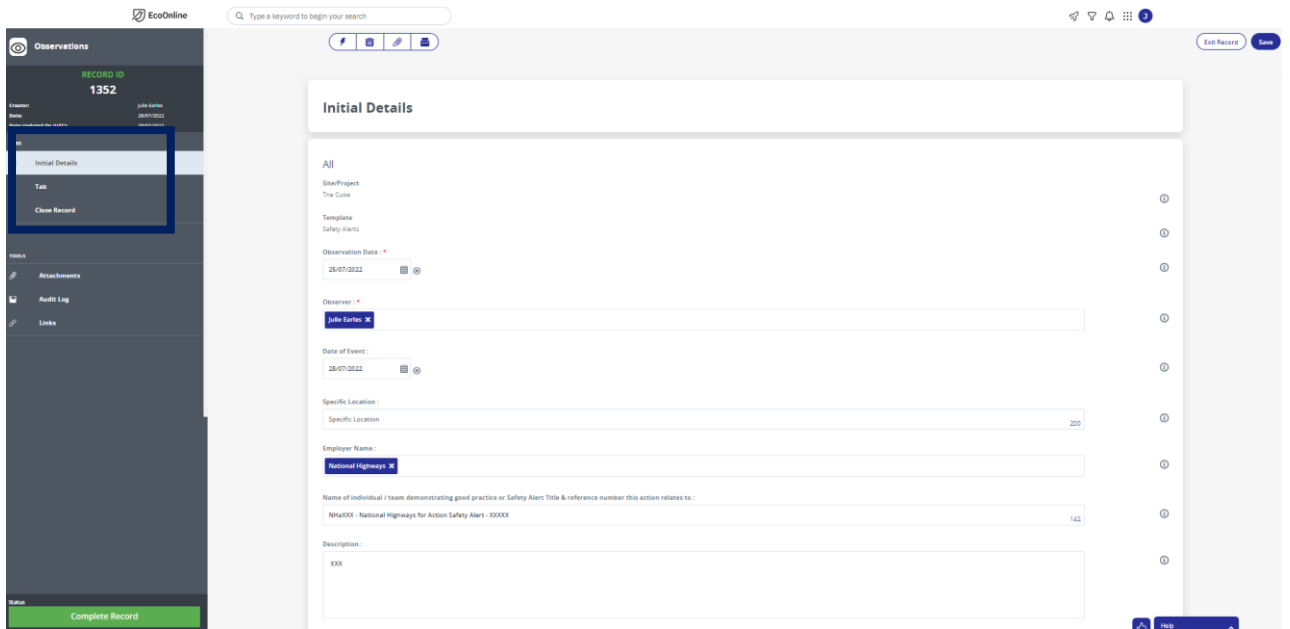 EcoOnline
Type a keyword to begin your search
J
Observations
Exit Record
Save
RECORD ID
1352
Creator: Julie Earles
Date: 28/07/2022
Initial Details
Tab
Close Record
TOOLS
Attachments
Audit Log
Links
Status
Complete Record
Initial Details
All
Site/Project
The Cube
Template
Safety Alerts
Observation Date : *
25/07/2022
Observer : *
Julie Earles ✖
Date of Event :
28/07/2022
Specific Location :
Specific Location
200
Employer Name :
National Highways ✖
Name of individual / team demonstrating good practice or Safety Alert Title & reference number this action relates to :
NHaXXX - National Highways for Action Safety Alert - XXXXX
142
Description :
XXX
Help